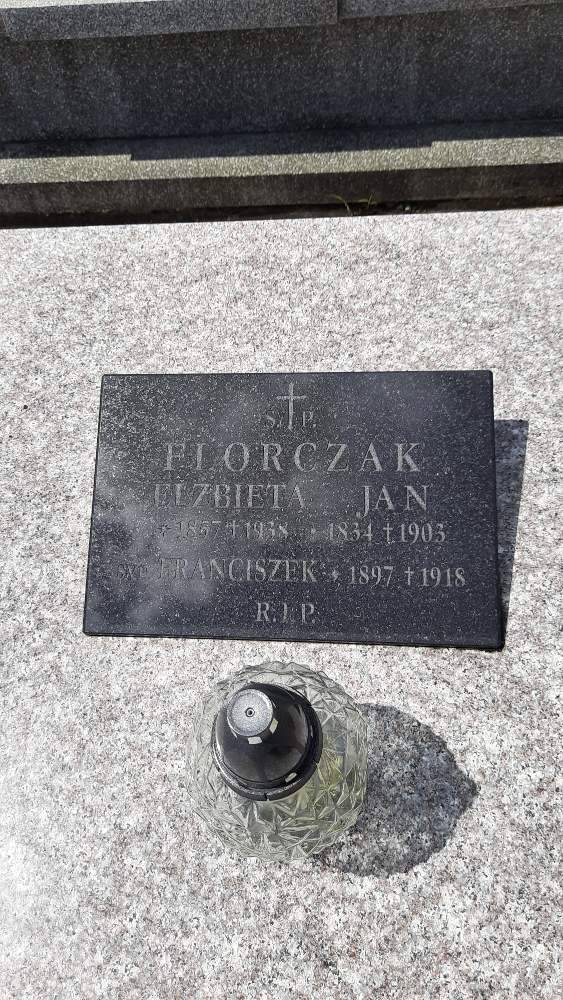 S. † P.
FLORCZAK
ELŻBIETA JAN
* 1857 † 1938 * 1834 † 1903
SYN FRANCISZEK * 1897 † 1918
R.I.P.